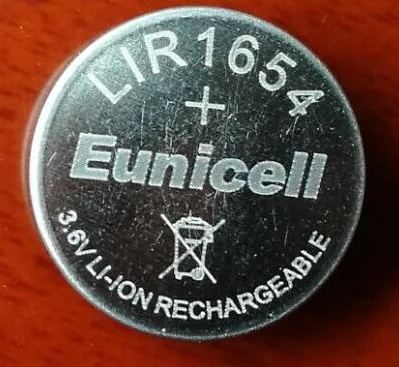 LIR1654
+
Eunicell
3.6V LI-ION RECHARGEABLE